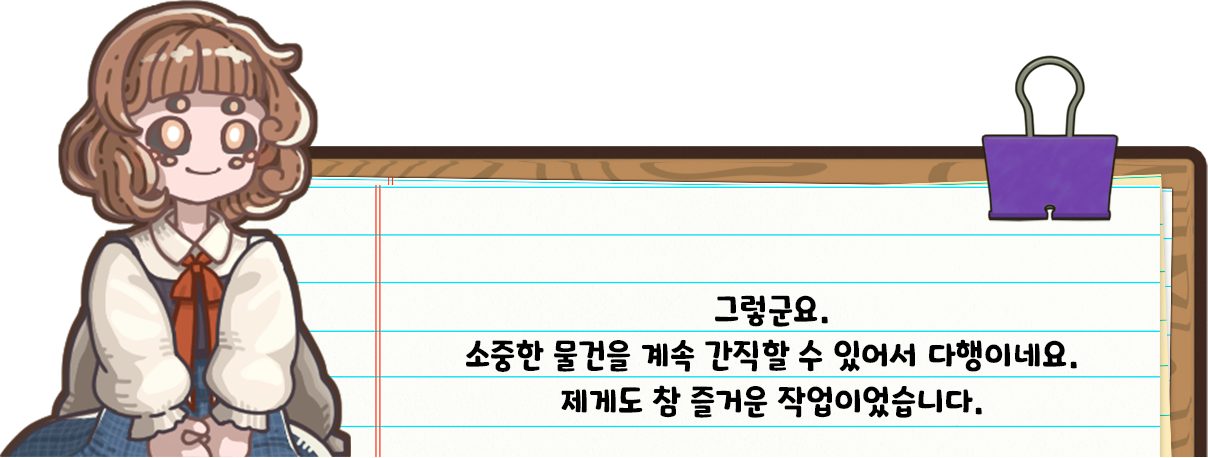 그렇군요.
소중한 물건을 계속 간직할 수 있어서 다행이네요.
제게도 참 즐거운 작업이었습니다.